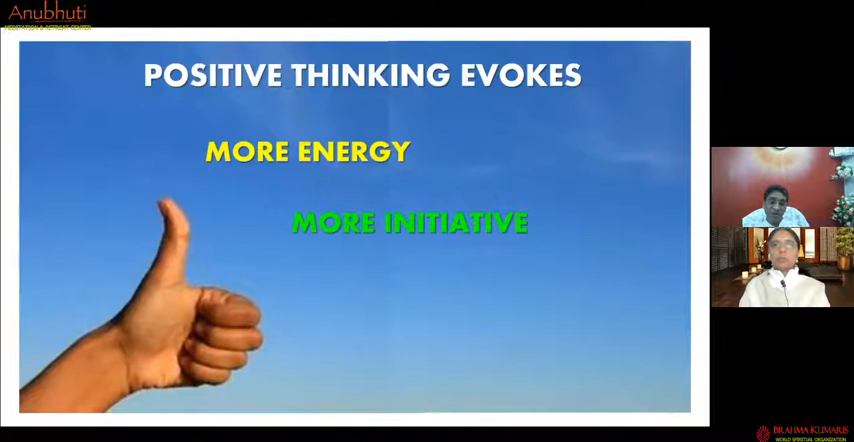 Anubhuti
MEDITATION & RETREAT CENTER
POSITIVE THINKING EVOKES
MORE ENERGY
MORE INITIATIVE
BRAHMA KUMARIS
WORLD SPIRITUAL ORGANIZATION